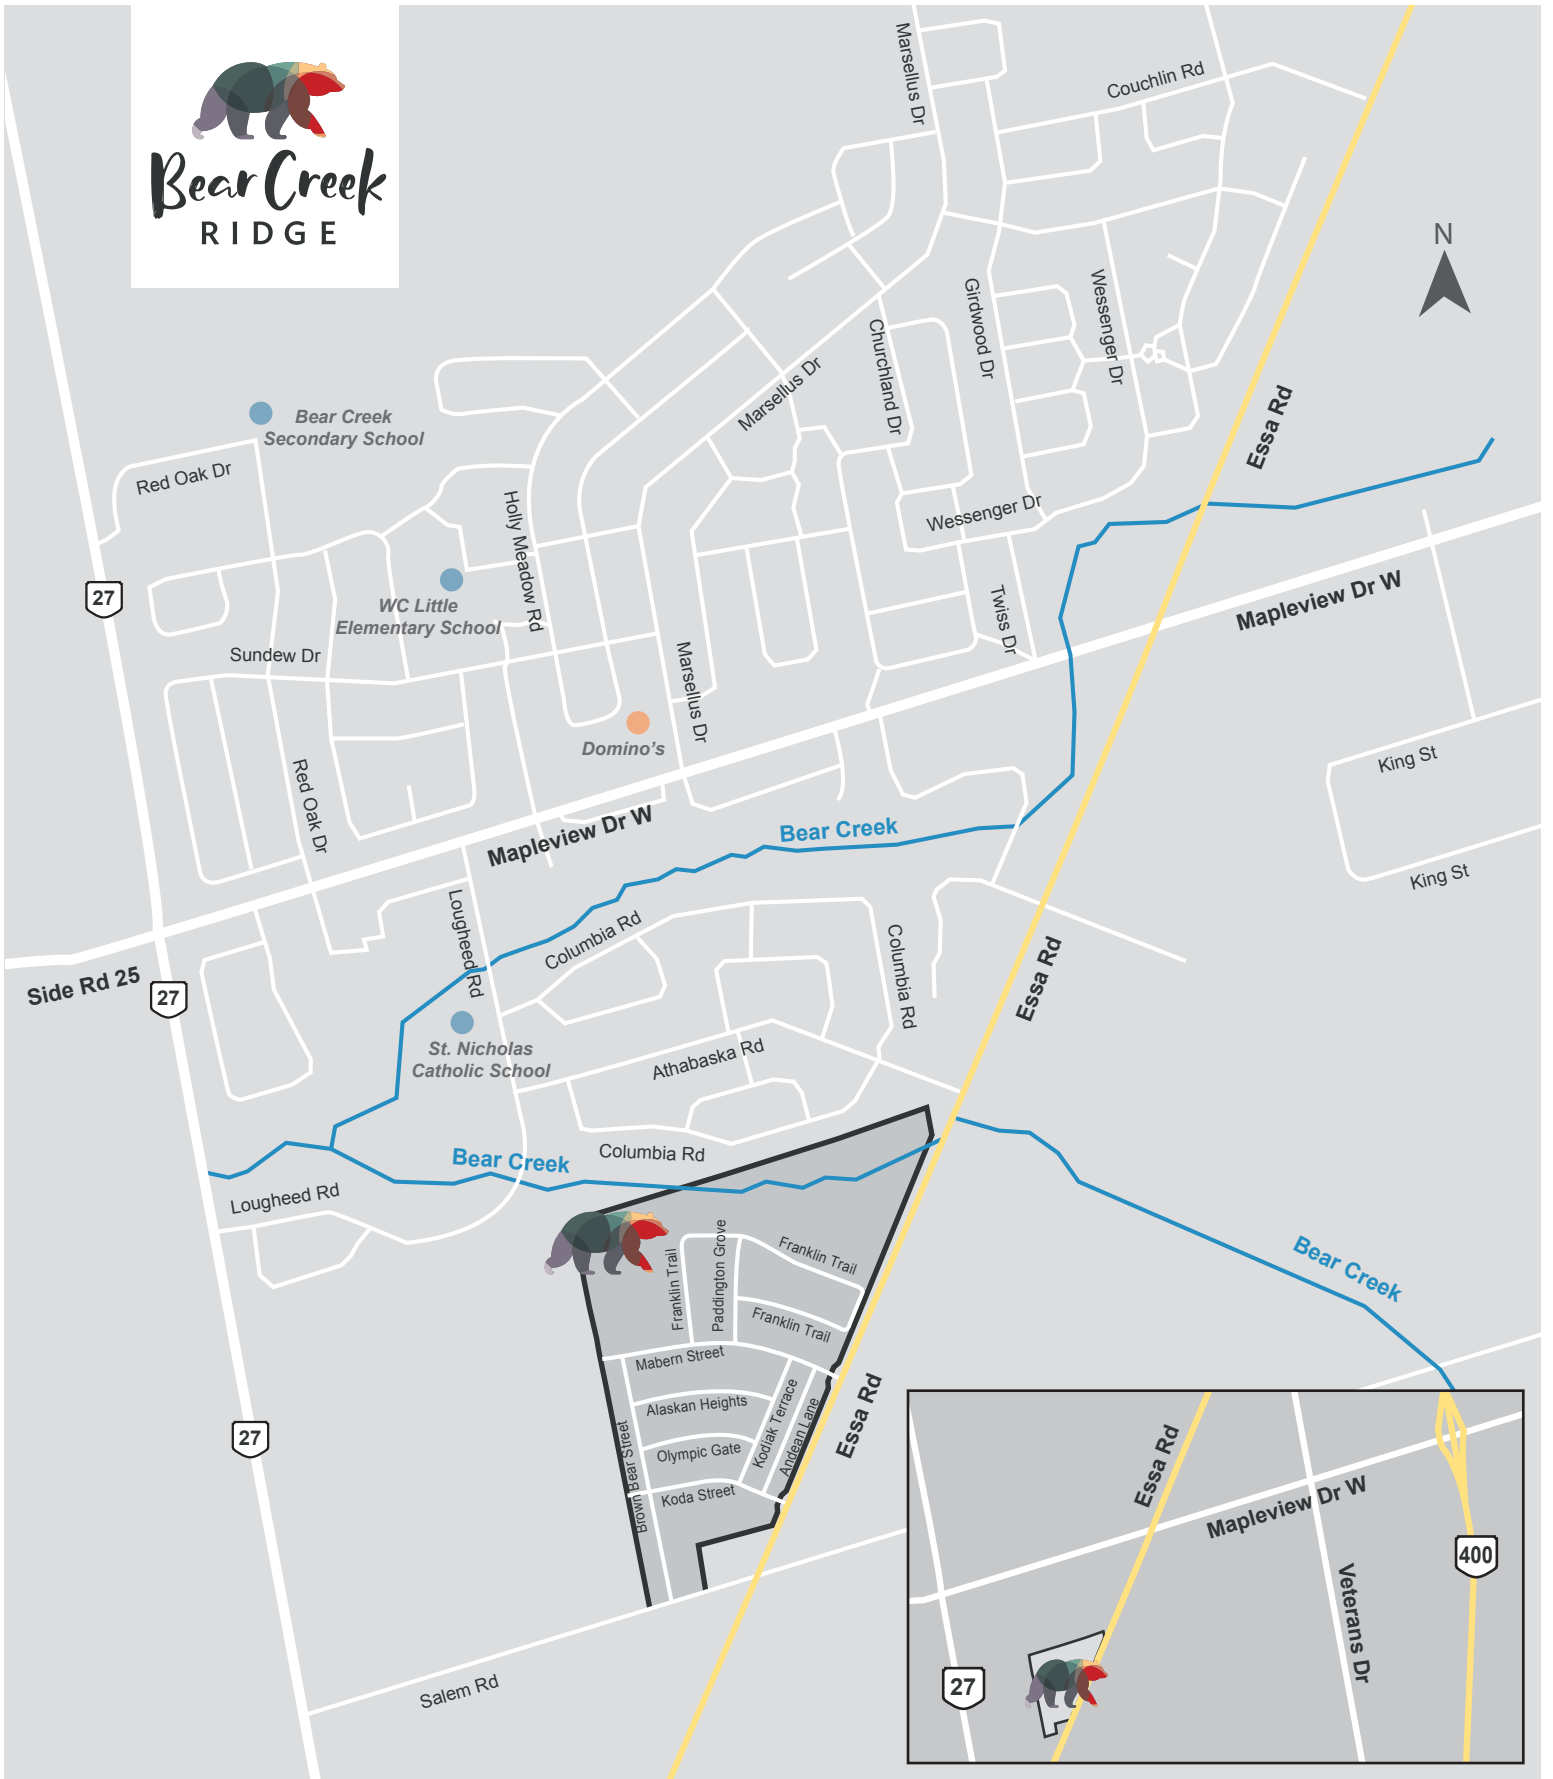 Bear Creek
RIDGE
Marsellus Dr
Couchlin Rd
N
Girdwood Dr
Wessenger Dr
Churchland Dr
Marsellus Dr
Essa Rd
Bear Creek
Secondary School
Red Oak Dr
Holly Meadow Rd
Wessenger Dr
27
WC Little
Elementary School
Twiss Dr
Mapleview Dr W
Sundew Dr
Marsellus Dr
Domino's
King St
Red Oak Dr
Mapleview Dr W
Bear Creek
King St
Lougheed Rd
Columbia Rd
Columbia Rd
Essa Rd
Side Rd 25
27
St. Nicholas
Catholic School
Athabaska Rd
Columbia Rd
Bear Creek
Lougheed Rd
Bear Creek
Franklin Trail
Paddington Grove
Franklin Trail
Franklin Trail
Mabern Street
Alaskan Heights
Kodiak Terrace
Andean Lane
Essa Rd
27
Brown Bear Street
Olympic Gate
Koda Street
Salem Rd
Essa Rd
Mapleview Dr W
400
Veterans Dr
27